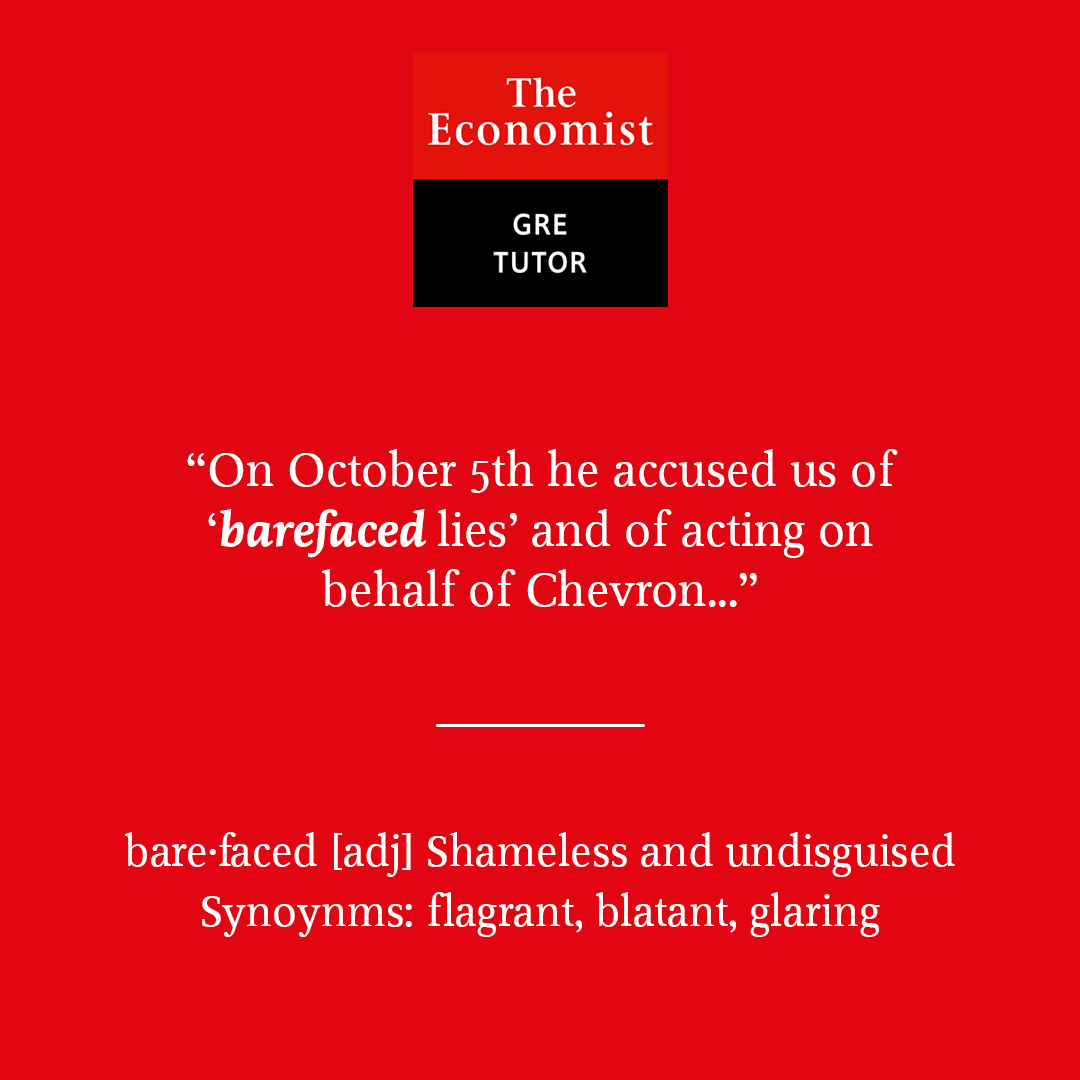 The
Economist
GRE
TUTOR
“On October 5th he accused us of
‘barefaced lies’ and of acting on
behalf of Chevron...”
bare·faced [adj] Shameless and undisguised
Synoynms: flagrant, blatant, glaring